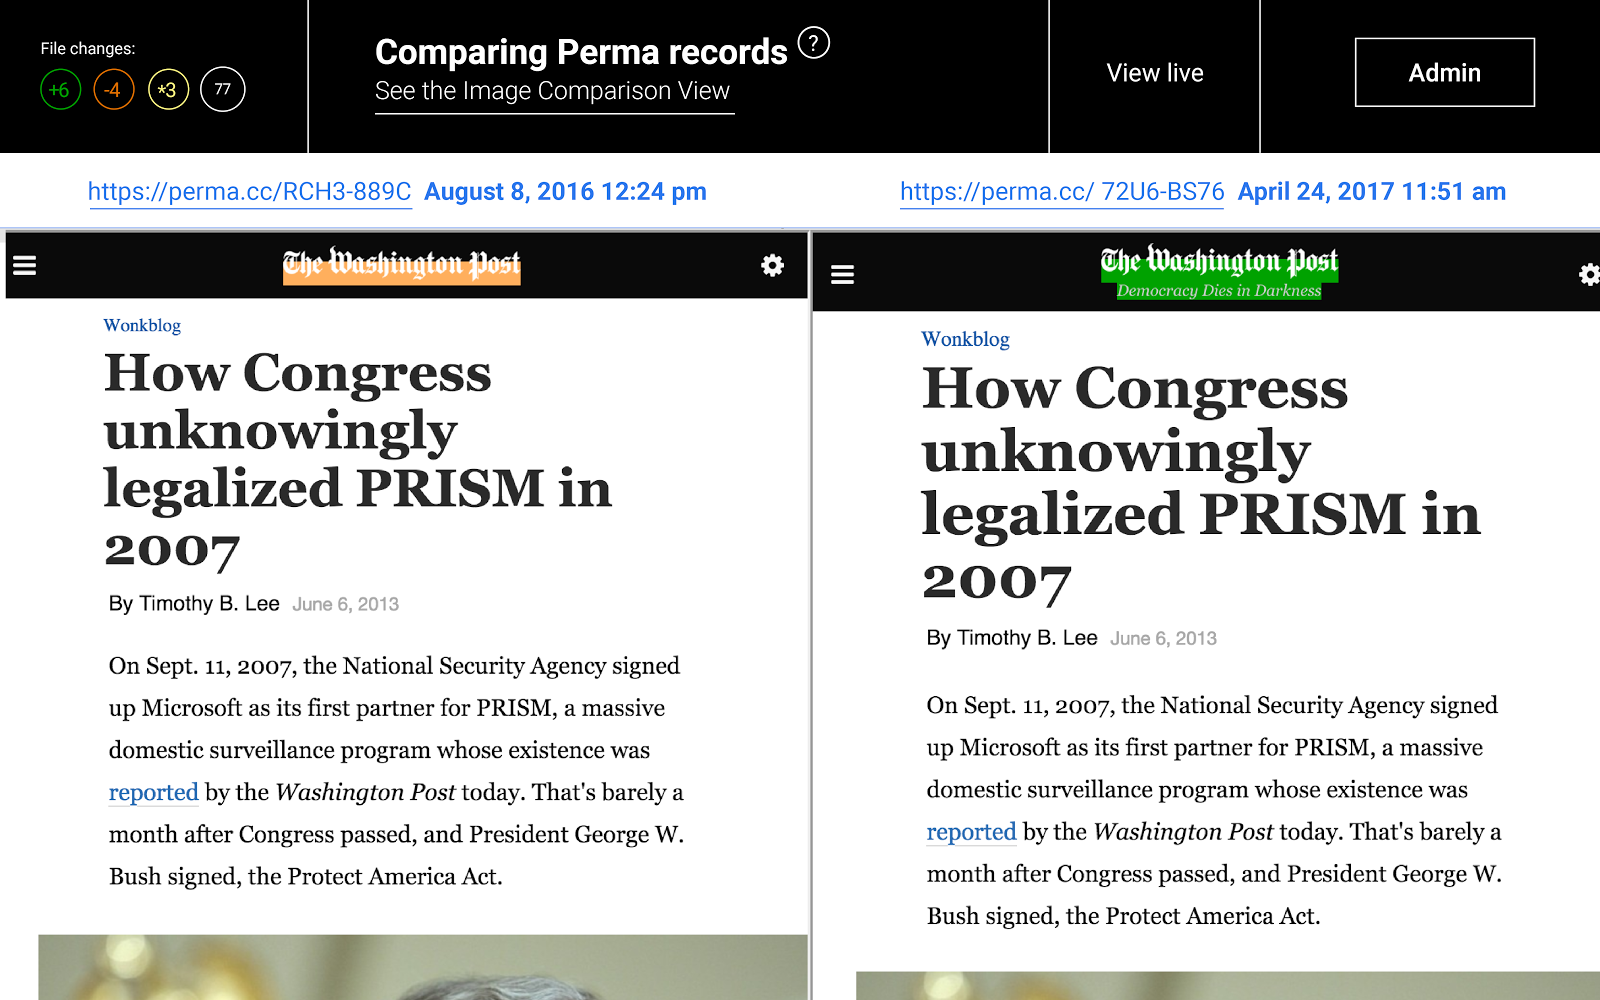 File changes:
+6 -4 *3 77
Comparing Perma records ?
See the Image Comparison View
View live
Admin
https://perma.cc/RCH3-889C August 8, 2016 12:24 pm
The Washington Post
Wonkblog
How Congress
unknowingly
legalized PRISM in
2007
By Timothy B. Lee June 6, 2013
On Sept. 11, 2007, the National Security Agency signed
up Microsoft as its first partner for PRISM, a massive
domestic surveillance program whose existence was
reported by the Washington Post today. That's barely a
month after Congress passed, and President George W.
Bush signed, the Protect America Act.
https://perma.cc/ 72U6-BS76 April 24, 2017 11:51 am
The Washington Post
Democracy Dies in Darkness
Wonkblog
How Congress
unknowingly
legalized PRISM in
2007
By Timothy B. Lee June 6, 2013
On Sept. 11, 2007, the National Security Agency signed
up Microsoft as its first partner for PRISM, a massive
domestic surveillance program whose existence was
reported by the Washington Post today. That's barely a
month after Congress passed, and President George W.
Bush signed, the Protect America Act.